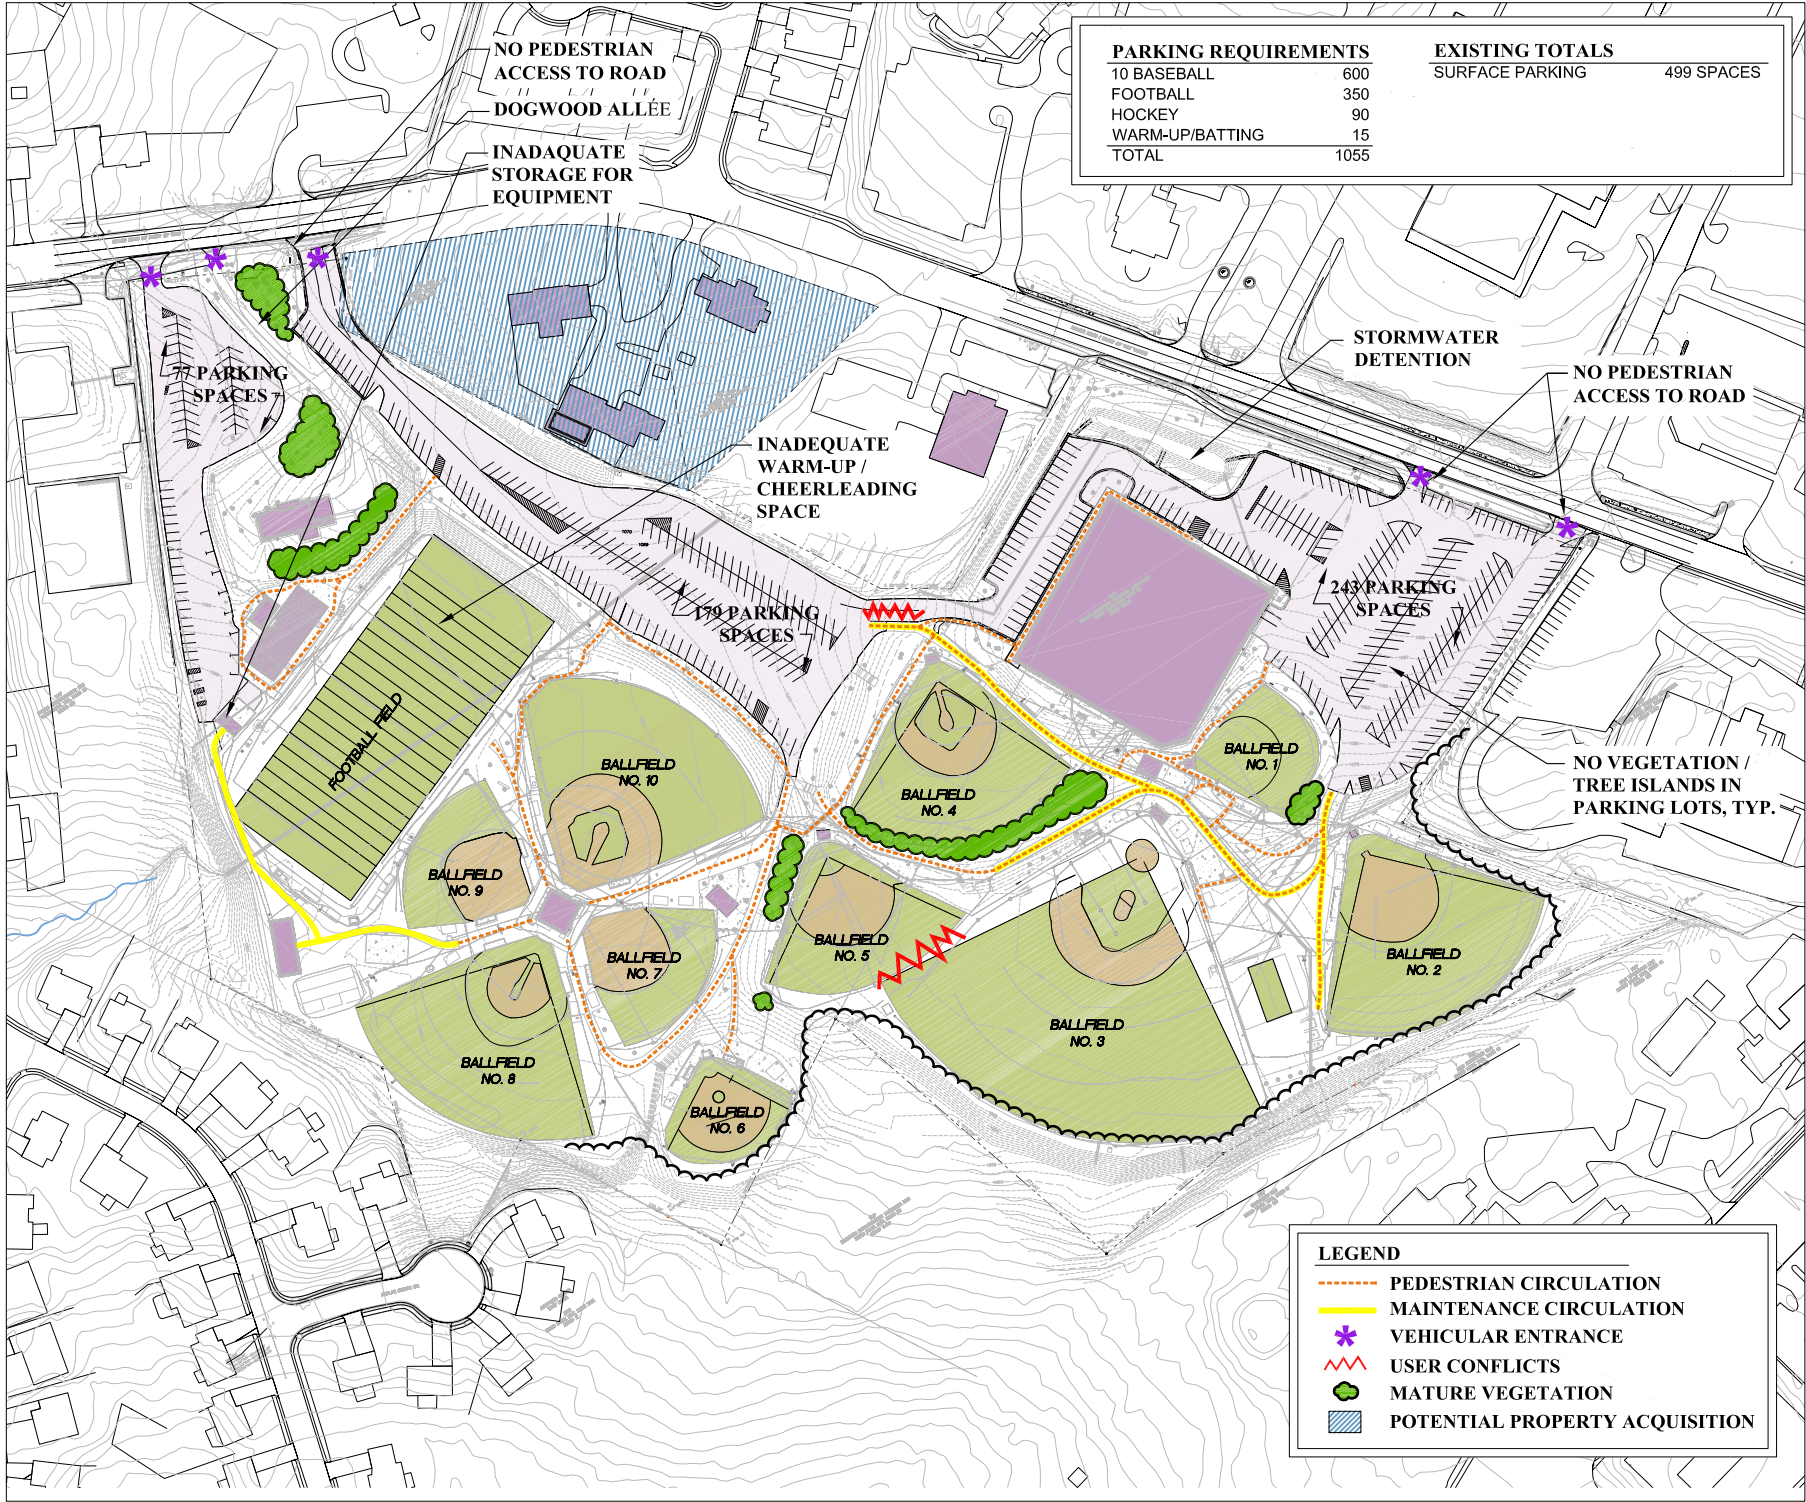 NO PEDESTRIAN
ACCESS TO ROAD
DOGWOOD ALLÉE
INADAQUATE
STORAGE FOR
EQUIPMENT
PARKING REQUIREMENTS
10 BASEBALL 600
FOOTBALL 350
HOCKEY 90
WARM-UP/BATTING 15
TOTAL 1055
EXISTING TOTALS
SURFACE PARKING 499 SPACES
STORMWATER
DETENTION
NO PEDESTRIAN
ACCESS TO ROAD
77 PARKING
SPACES
INADEQUATE
WARM-UP /
CHEERLEADING
SPACE
179 PARKING
SPACES
243 PARKING
SPACES
FOOTBALL FIELD
BALLFIELD
NO. 10
BALLFIELD
NO. 4
BALLFIELD
NO. 1
NO VEGETATION /
TREE ISLANDS IN
PARKING LOTS, TYP.
BALLFIELD
NO. 9
BALLFIELD
NO. 7
BALLFIELD
NO. 5
BALLFIELD
NO. 2
BALLFIELD
NO. 8
BALLFIELD
NO. 3
BALLFIELD
NO. 6
LEGEND
PEDESTRIAN CIRCULATION
MAINTENANCE CIRCULATION
VEHICULAR ENTRANCE
USER CONFLICTS
MATURE VEGETATION
POTENTIAL PROPERTY ACQUISITION